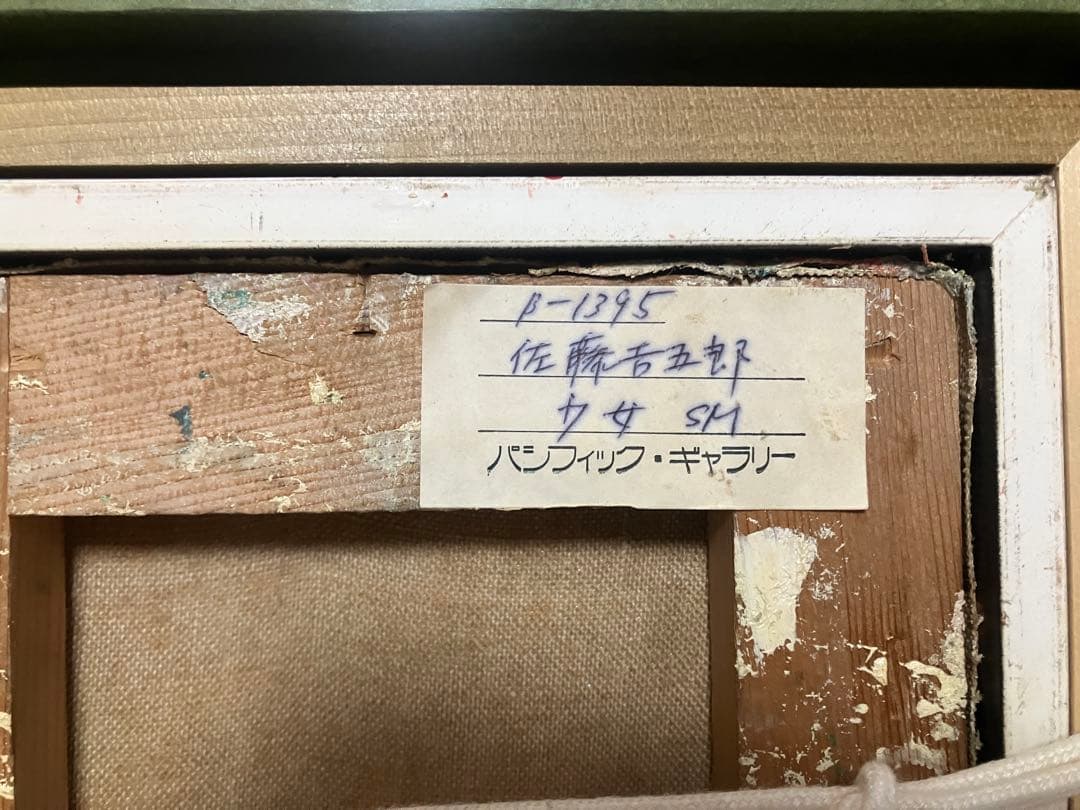 β-1395
佐藤吉五郎
少女 SM
パシフィック・ギャラリー